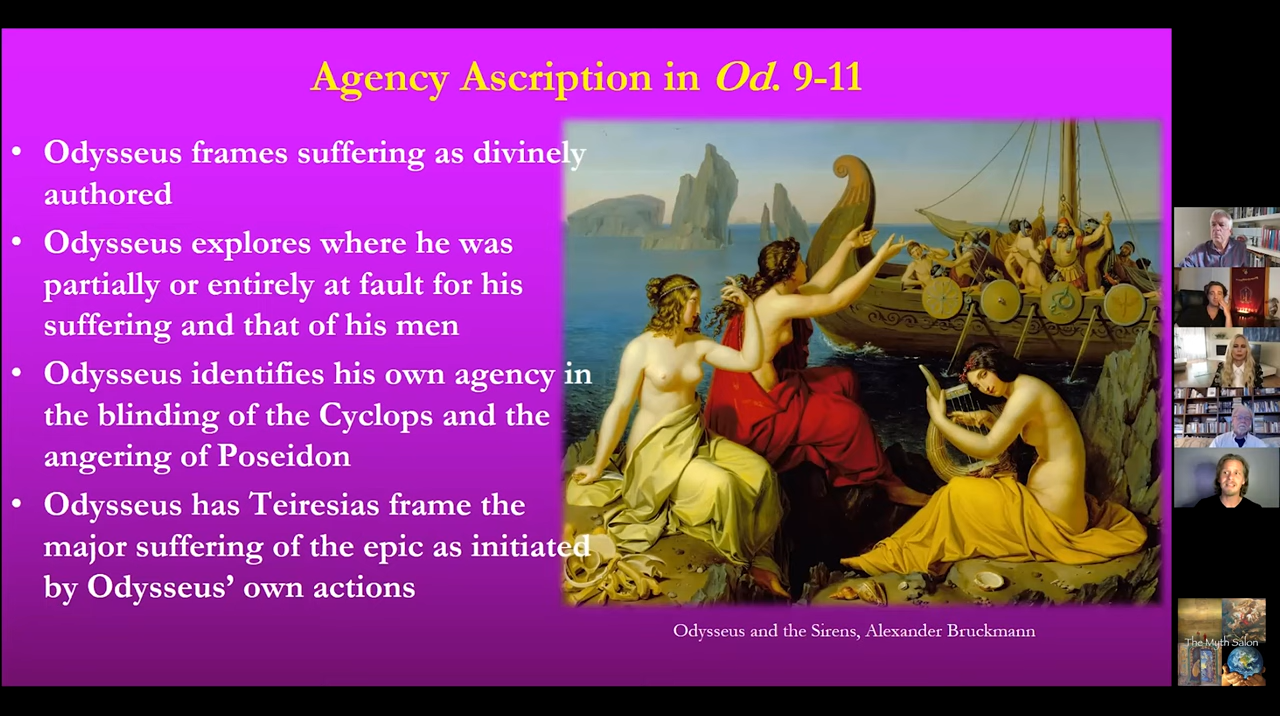 Agency Ascription in Od. 9-11
• Odysseus frames suffering as divinely
authored
• Odysseus explores where he was
partially or entirely at fault for his
suffering and that of his men
• Odysseus identifies his own agency in
the blinding of the Cyclops and the
angering of Poseidon
• Odysseus has Teiresias frame the
major suffering of the epic as initiated
by Odysseus’ own actions
Odysseus and the Sirens, Alexander Bruckmann
The Myth Salon